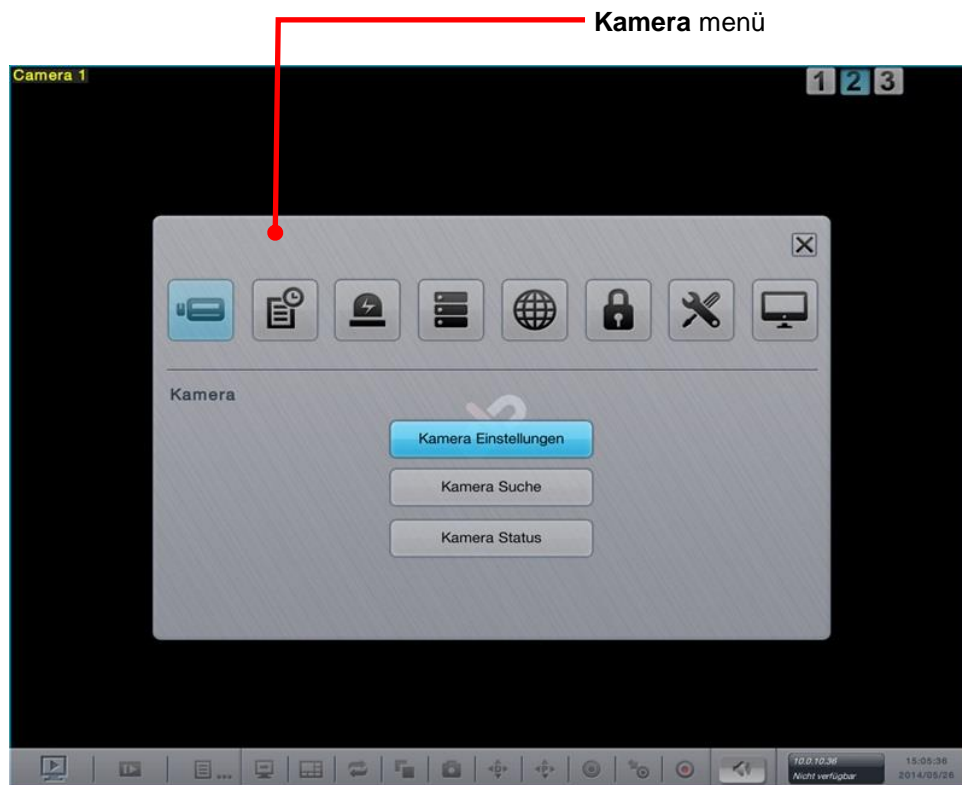 Kamera menü
Camera 1
1 2 3
Kamera
Kamera Einstellungen
Kamera Suche
Kamera Status
10.0.10.36
Nicht verfügbar
15:05:36
2014/05/26